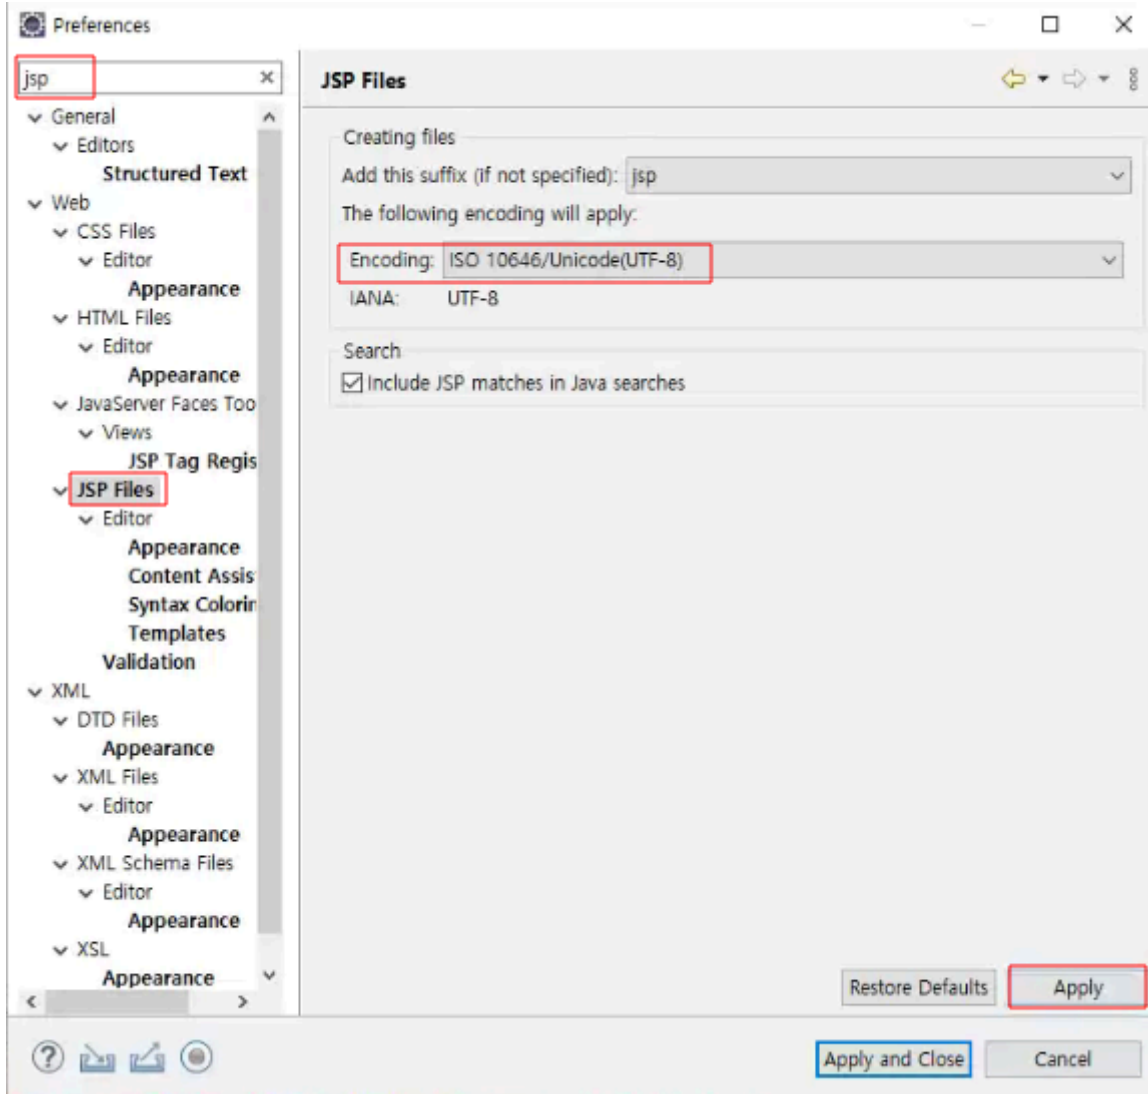 Preferences
jsp
General
Editors
Structured Text
Web
CSS Files
Editor
Appearance
HTML Files
Editor
Appearance
JavaServer Faces Too
Views
JSP Tag Regis
JSP Files
Editor
Appearance
Content Assis
Syntax Colorin
Templates
Validation
XML
DTD Files
Appearance
XML Files
Editor
Appearance
XML Schema Files
Editor
Appearance
XSL
Appearance
JSP Files
Creating files
Add this suffix (if not specified): jsp
The following encoding will apply:
Encoding: ISO 10646/Unicode(UTF-8)
IANA: UTF-8
Search
Include JSP matches in Java searches
Restore Defaults Apply
Apply and Close Cancel